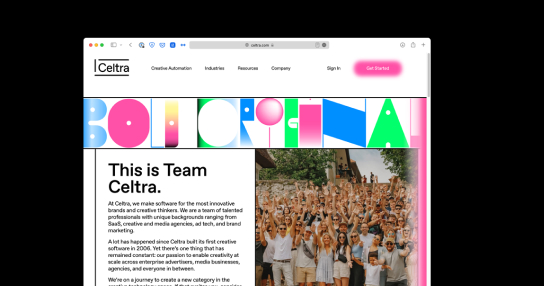 celtra.com
Celtra
Creative Automation Industries Resources Company Sign In Get Started
This is Team
Celtra.
At Celtra, we make software for the most innovative
brands and creative thinkers. We are a team of talented
professionals with unique backgrounds ranging from
SaaS, creative and media agencies, ad tech, and brand
marketing.
A lot has happened since Celtra built its first creative
software in 2006. Yet there's one thing that has
remained constant: our passion to enable creativity at
scale across enterprise advertisers, media businesses,
agencies, and everyone in between.
We're on a journey to create a new category in the